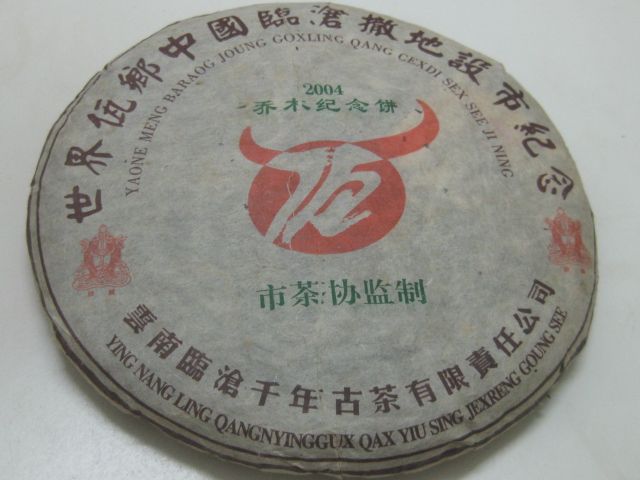 世界佤鄉中國臨滄撤地設市紀念
YAONE MENG BARAOG JOUNG GOXLING QANG CEXDI SEX SEE JI NING
2004
乔木纪念饼
佤
市茶协监制
雲南臨滄千年古茶有限責任公司
YING NANG LING QANGNYINGGUX QAX YIU SING JEXRENG GOUNG SEE